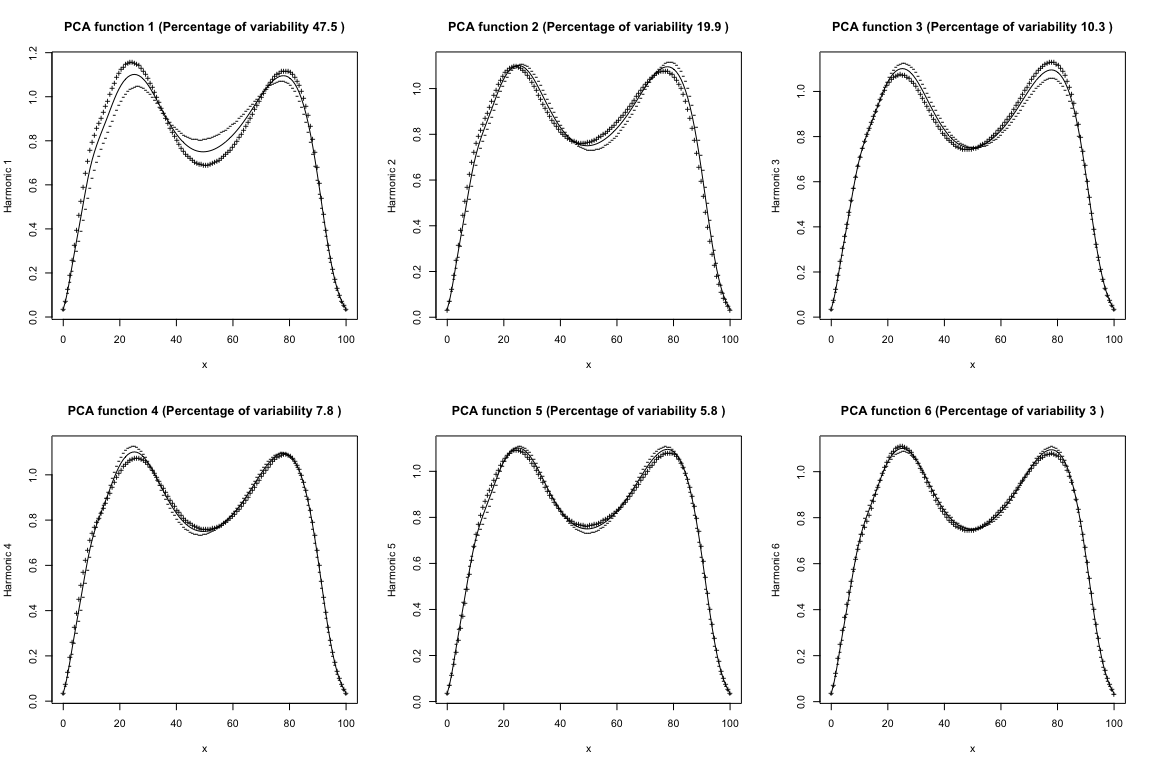 PCA function 1 (Percentage of variability 47.5 )
Harmonic 1
0.0 0.2 0.4 0.6 0.8 1.0 1.2
0 20 40 60 80 100
x
PCA function 2 (Percentage of variability 19.9 )
Harmonic 2
0.0 0.2 0.4 0.6 0.8 1.0
0 20 40 60 80 100
x
PCA function 3 (Percentage of variability 10.3 )
Harmonic 3
0.0 0.2 0.4 0.6 0.8 1.0
0 20 40 60 80 100
x
PCA function 4 (Percentage of variability 7.8 )
Harmonic 4
0.0 0.2 0.4 0.6 0.8 1.0
0 20 40 60 80 100
x
PCA function 5 (Percentage of variability 5.8 )
Harmonic 5
0.0 0.2 0.4 0.6 0.8 1.0
0 20 40 60 80 100
x
PCA function 6 (Percentage of variability 3 )
Harmonic 6
0.0 0.2 0.4 0.6 0.8 1.0
0 20 40 60 80 100
x